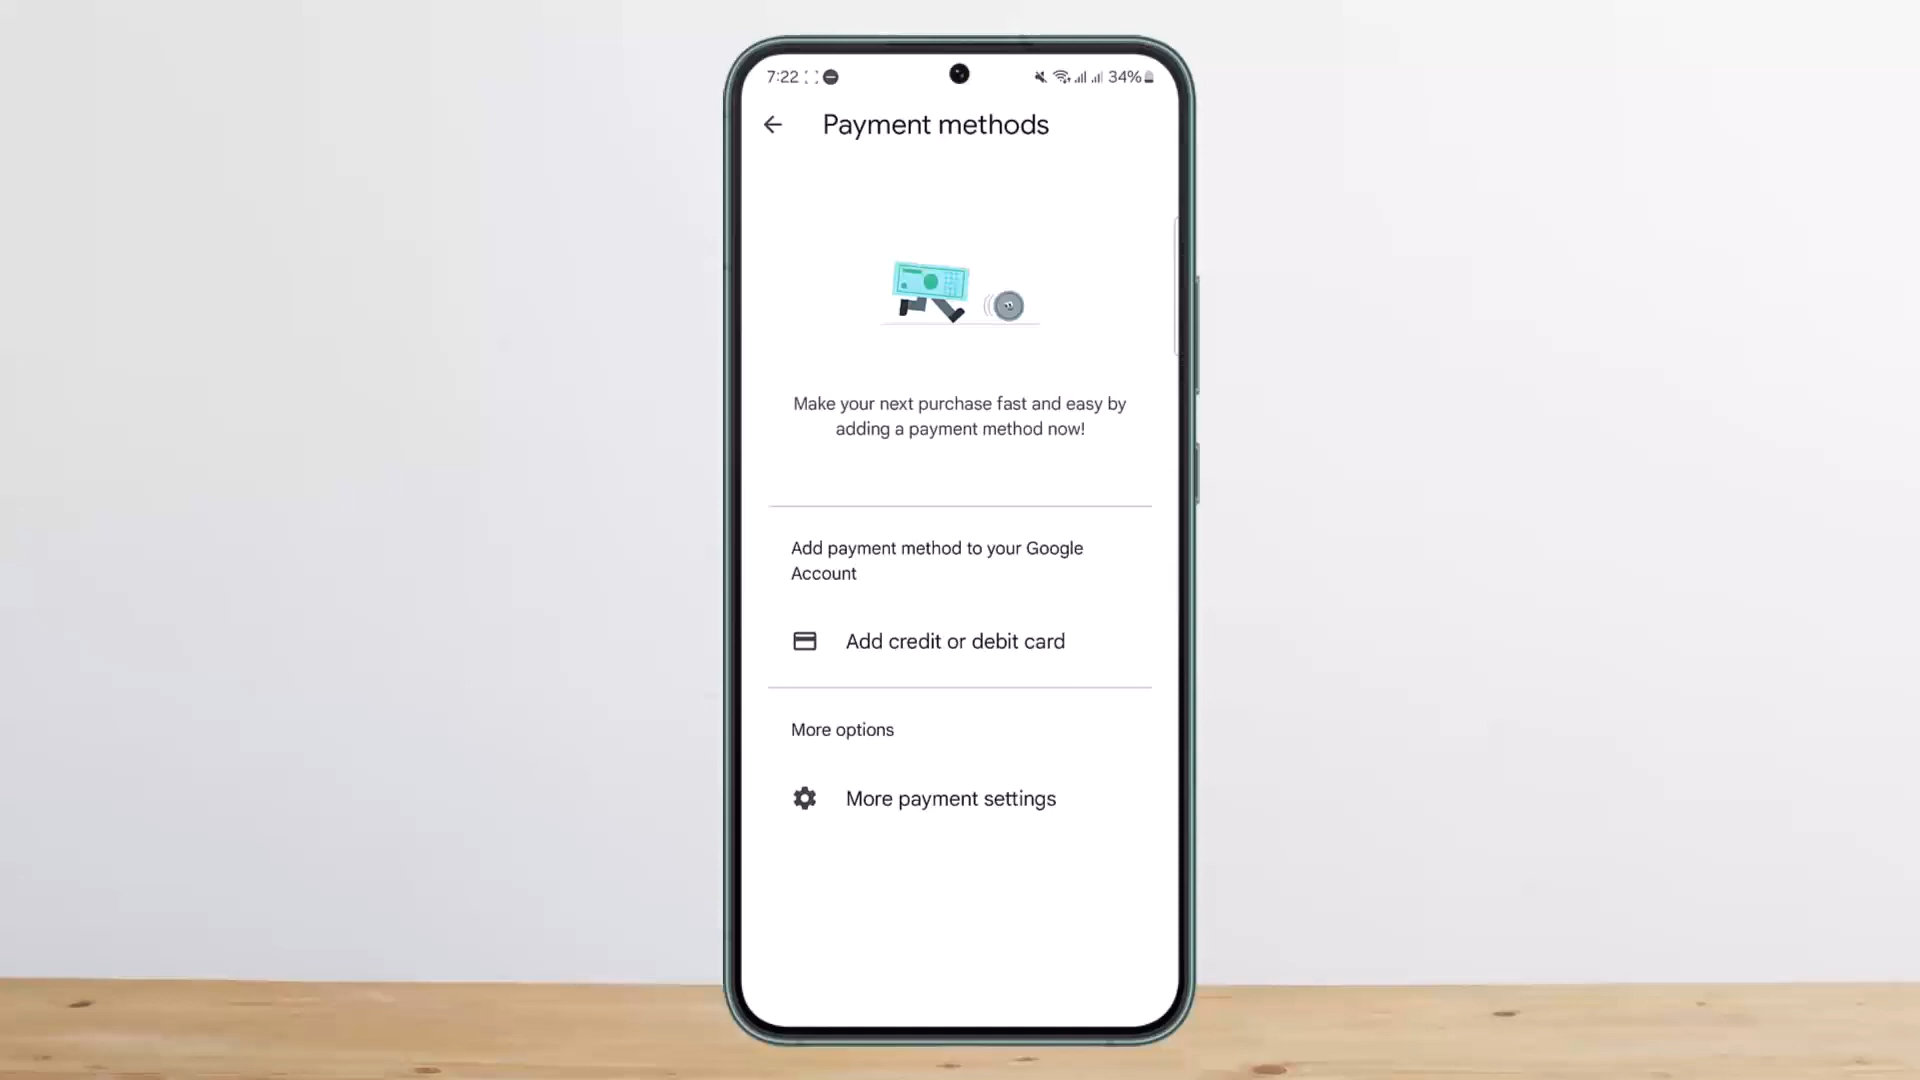 7:22
34%
Payment methods
Make your next purchase fast and easy by
adding a payment method now!
Add payment method to your Google
Account
Add credit or debit card
More options
More payment settings